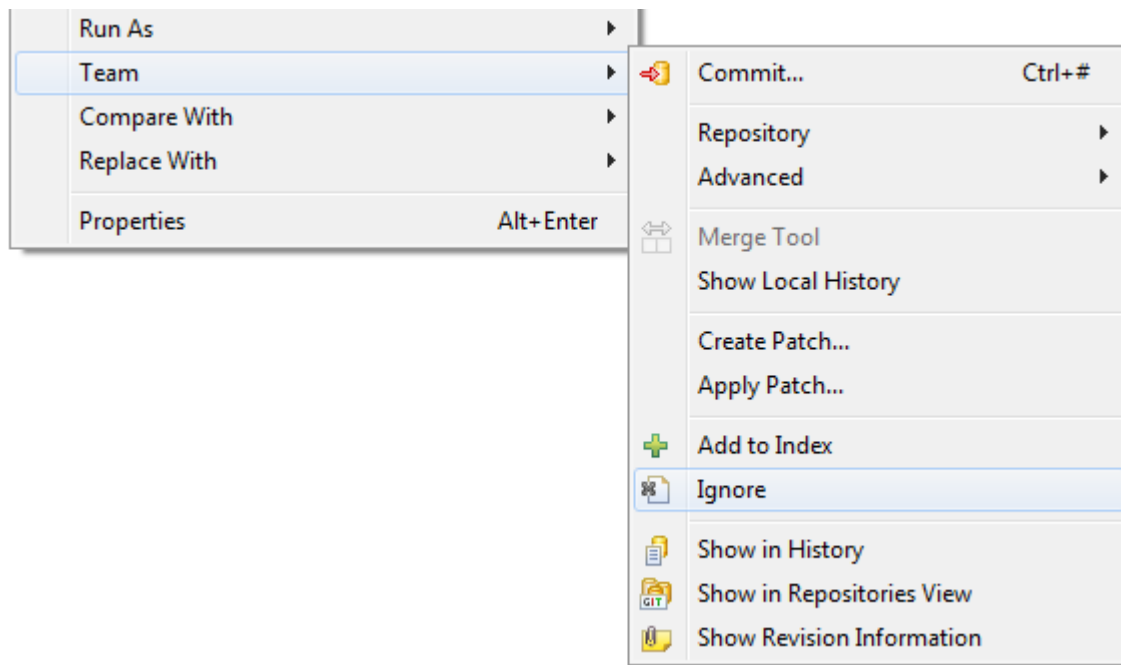 Run As
Team
Compare With
Replace With
Properties Alt+Enter
Commit... Ctrl+#
Repository
Advanced
Merge Tool
Show Local History
Create Patch...
Apply Patch...
Add to Index
Ignore
Show in History
GIT Show in Repositories View
Show Revision Information